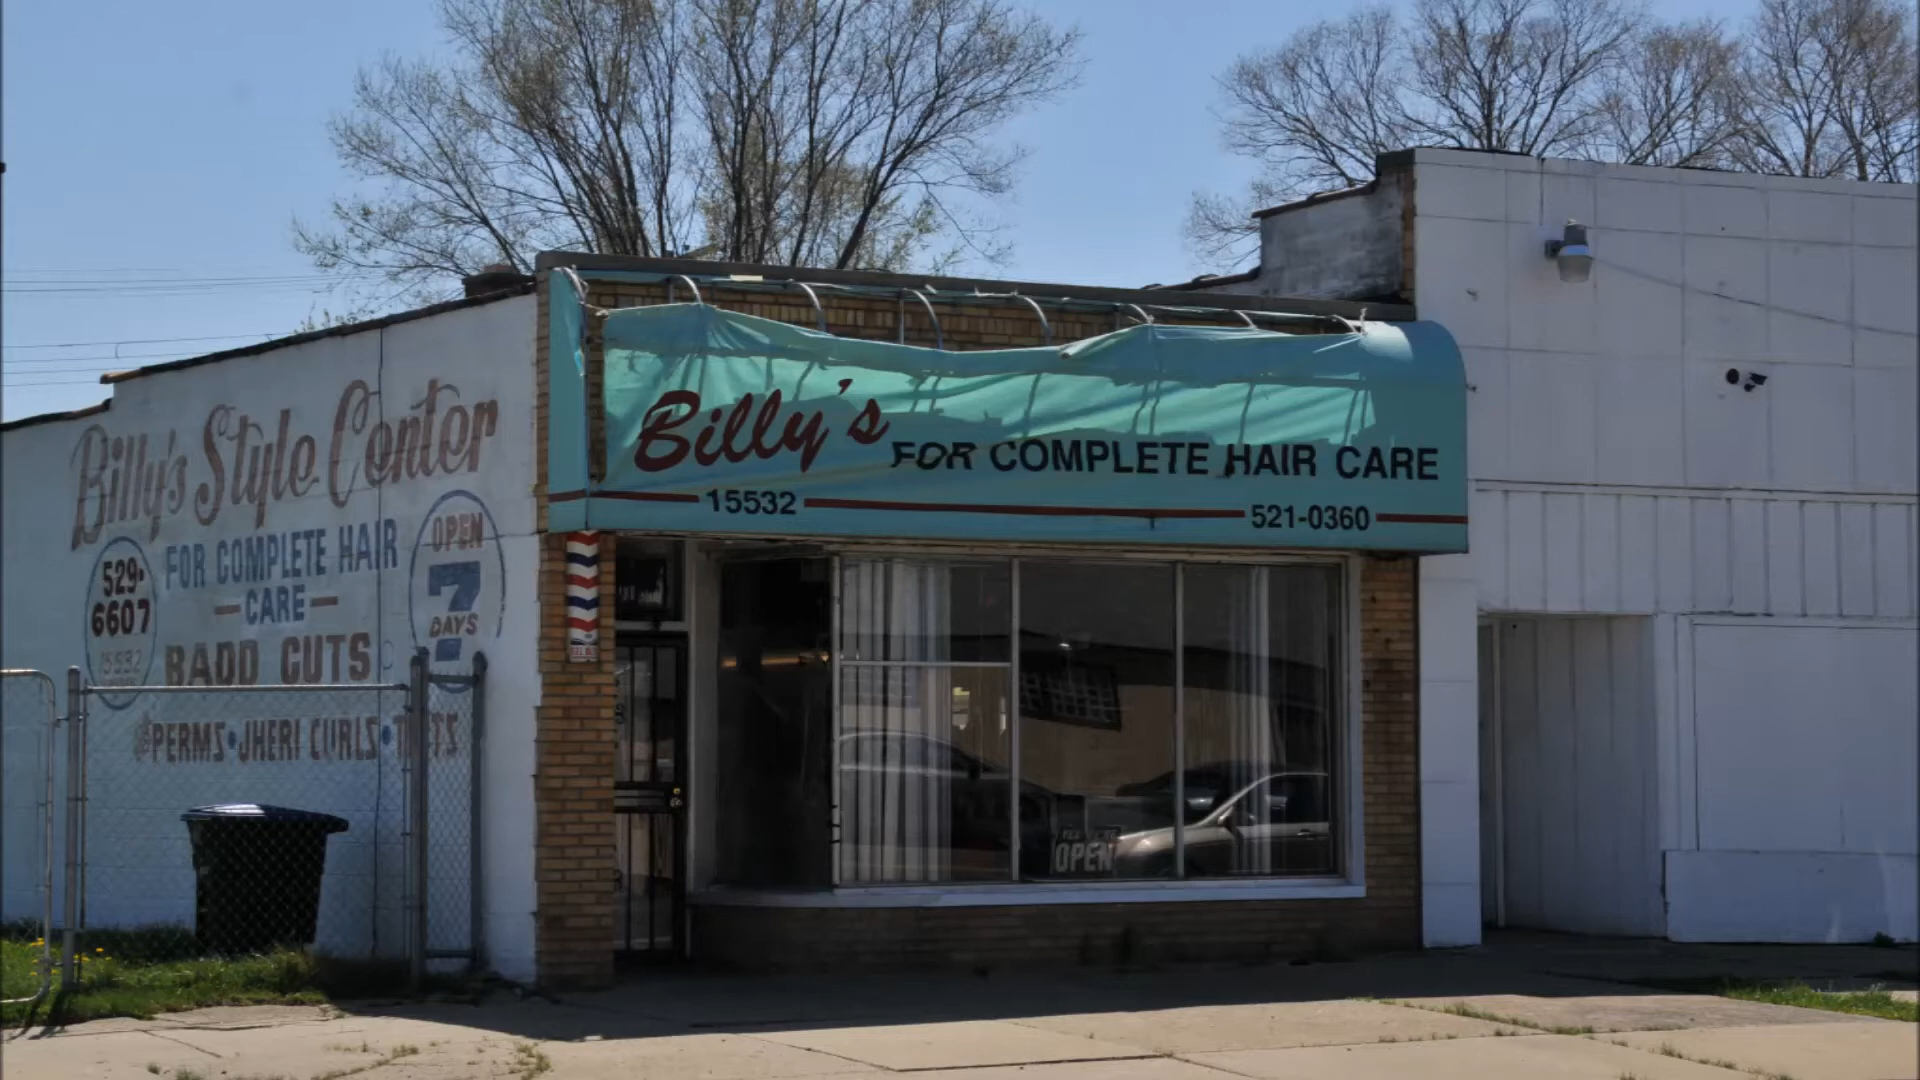 Billy's Style Center
FOR COMPLETE HAIR
CARE
529-
6607
15532
OPEN
7
DAYS
BADD CUTS
PERMS • JHERI CURLS •
Billy's FOR COMPLETE HAIR CARE
15532 521-0360
OPEN